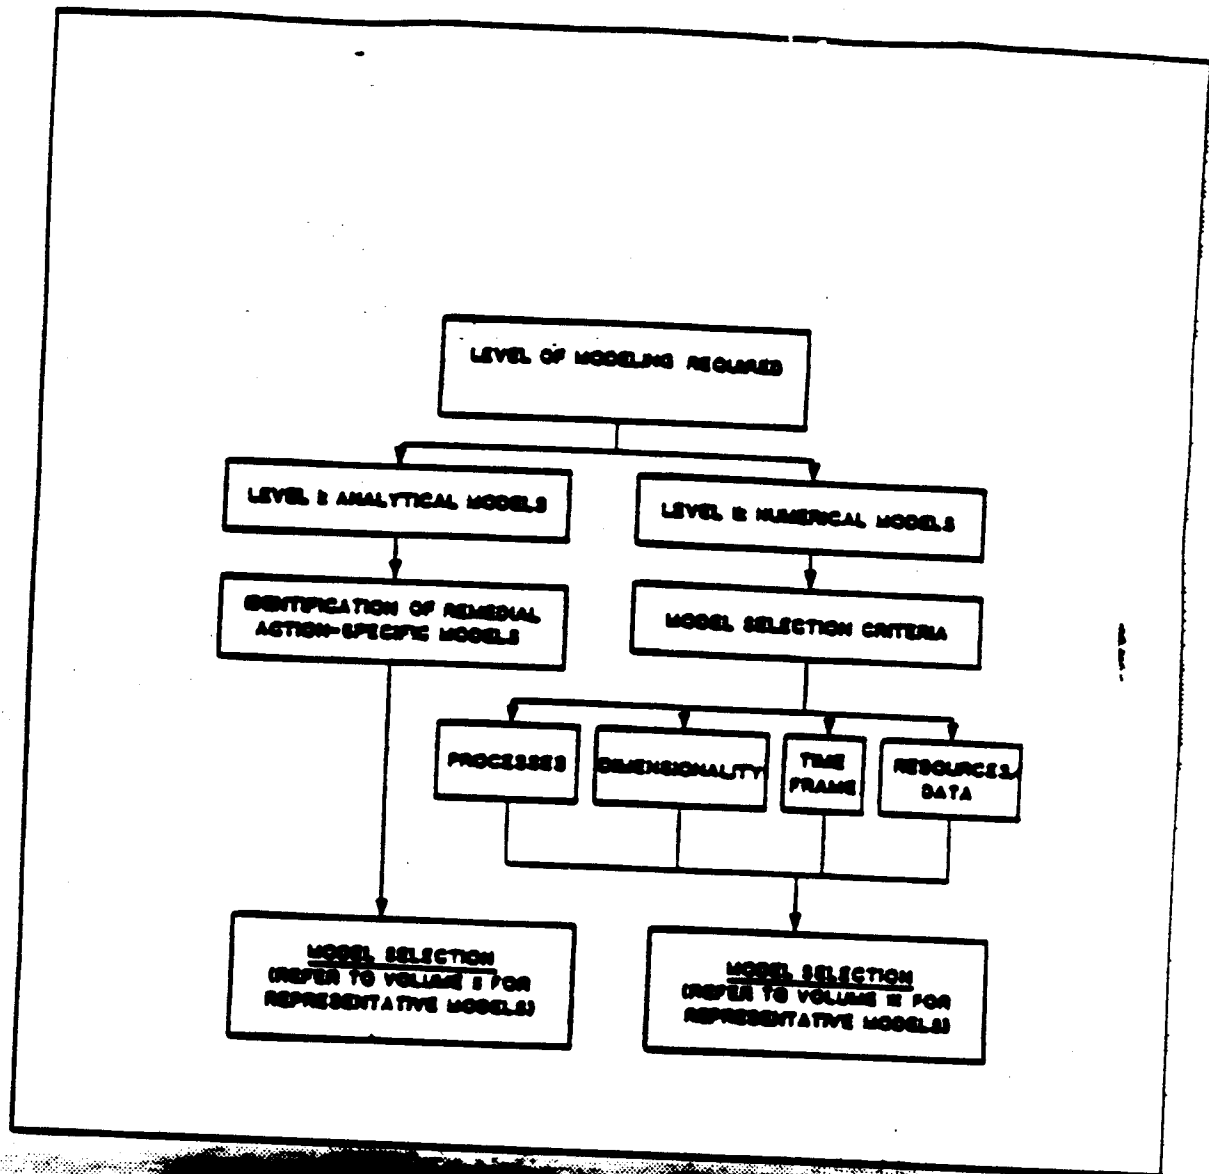 LEVEL OF MODELING REQUIRED
LEVEL I: ANALYTICAL MODELS
LEVEL II: NUMERICAL MODELS
IDENTIFICATION OF REMEDIAL
ACTION-SPECIFIC MODELS
MODEL SELECTION CRITERIA
PROCESSES
DIMENSIONALITY
TIME
FRAME
RESOURCES/
DATA
MODEL SELECTION
(REFER TO VOLUME FOR
REPRESENTATIVE MODELS)
MODEL SELECTION
(REFER TO VOLUME FOR
REPRESENTATIVE MODELS)